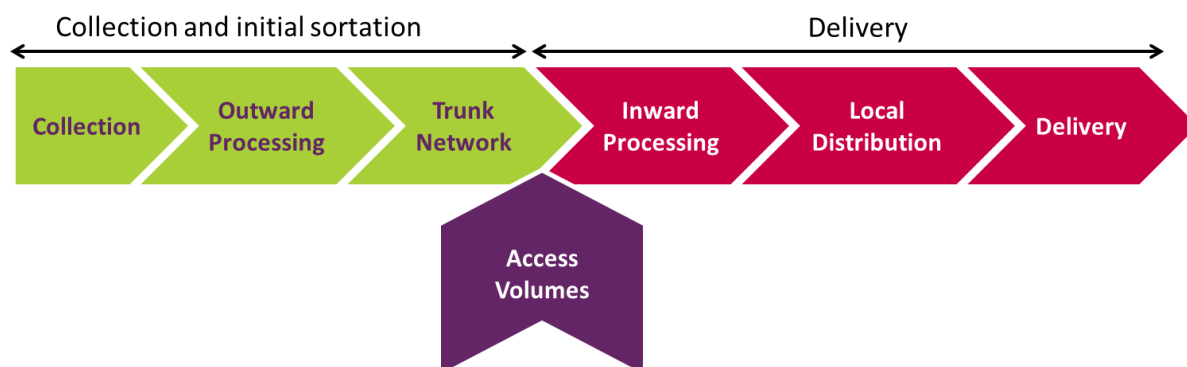 Collection and initial sortation
Delivery
Collection
Outward
Processing
Trunk
Network
Inward
Processing
Local
Distribution
Delivery
Access
Volumes